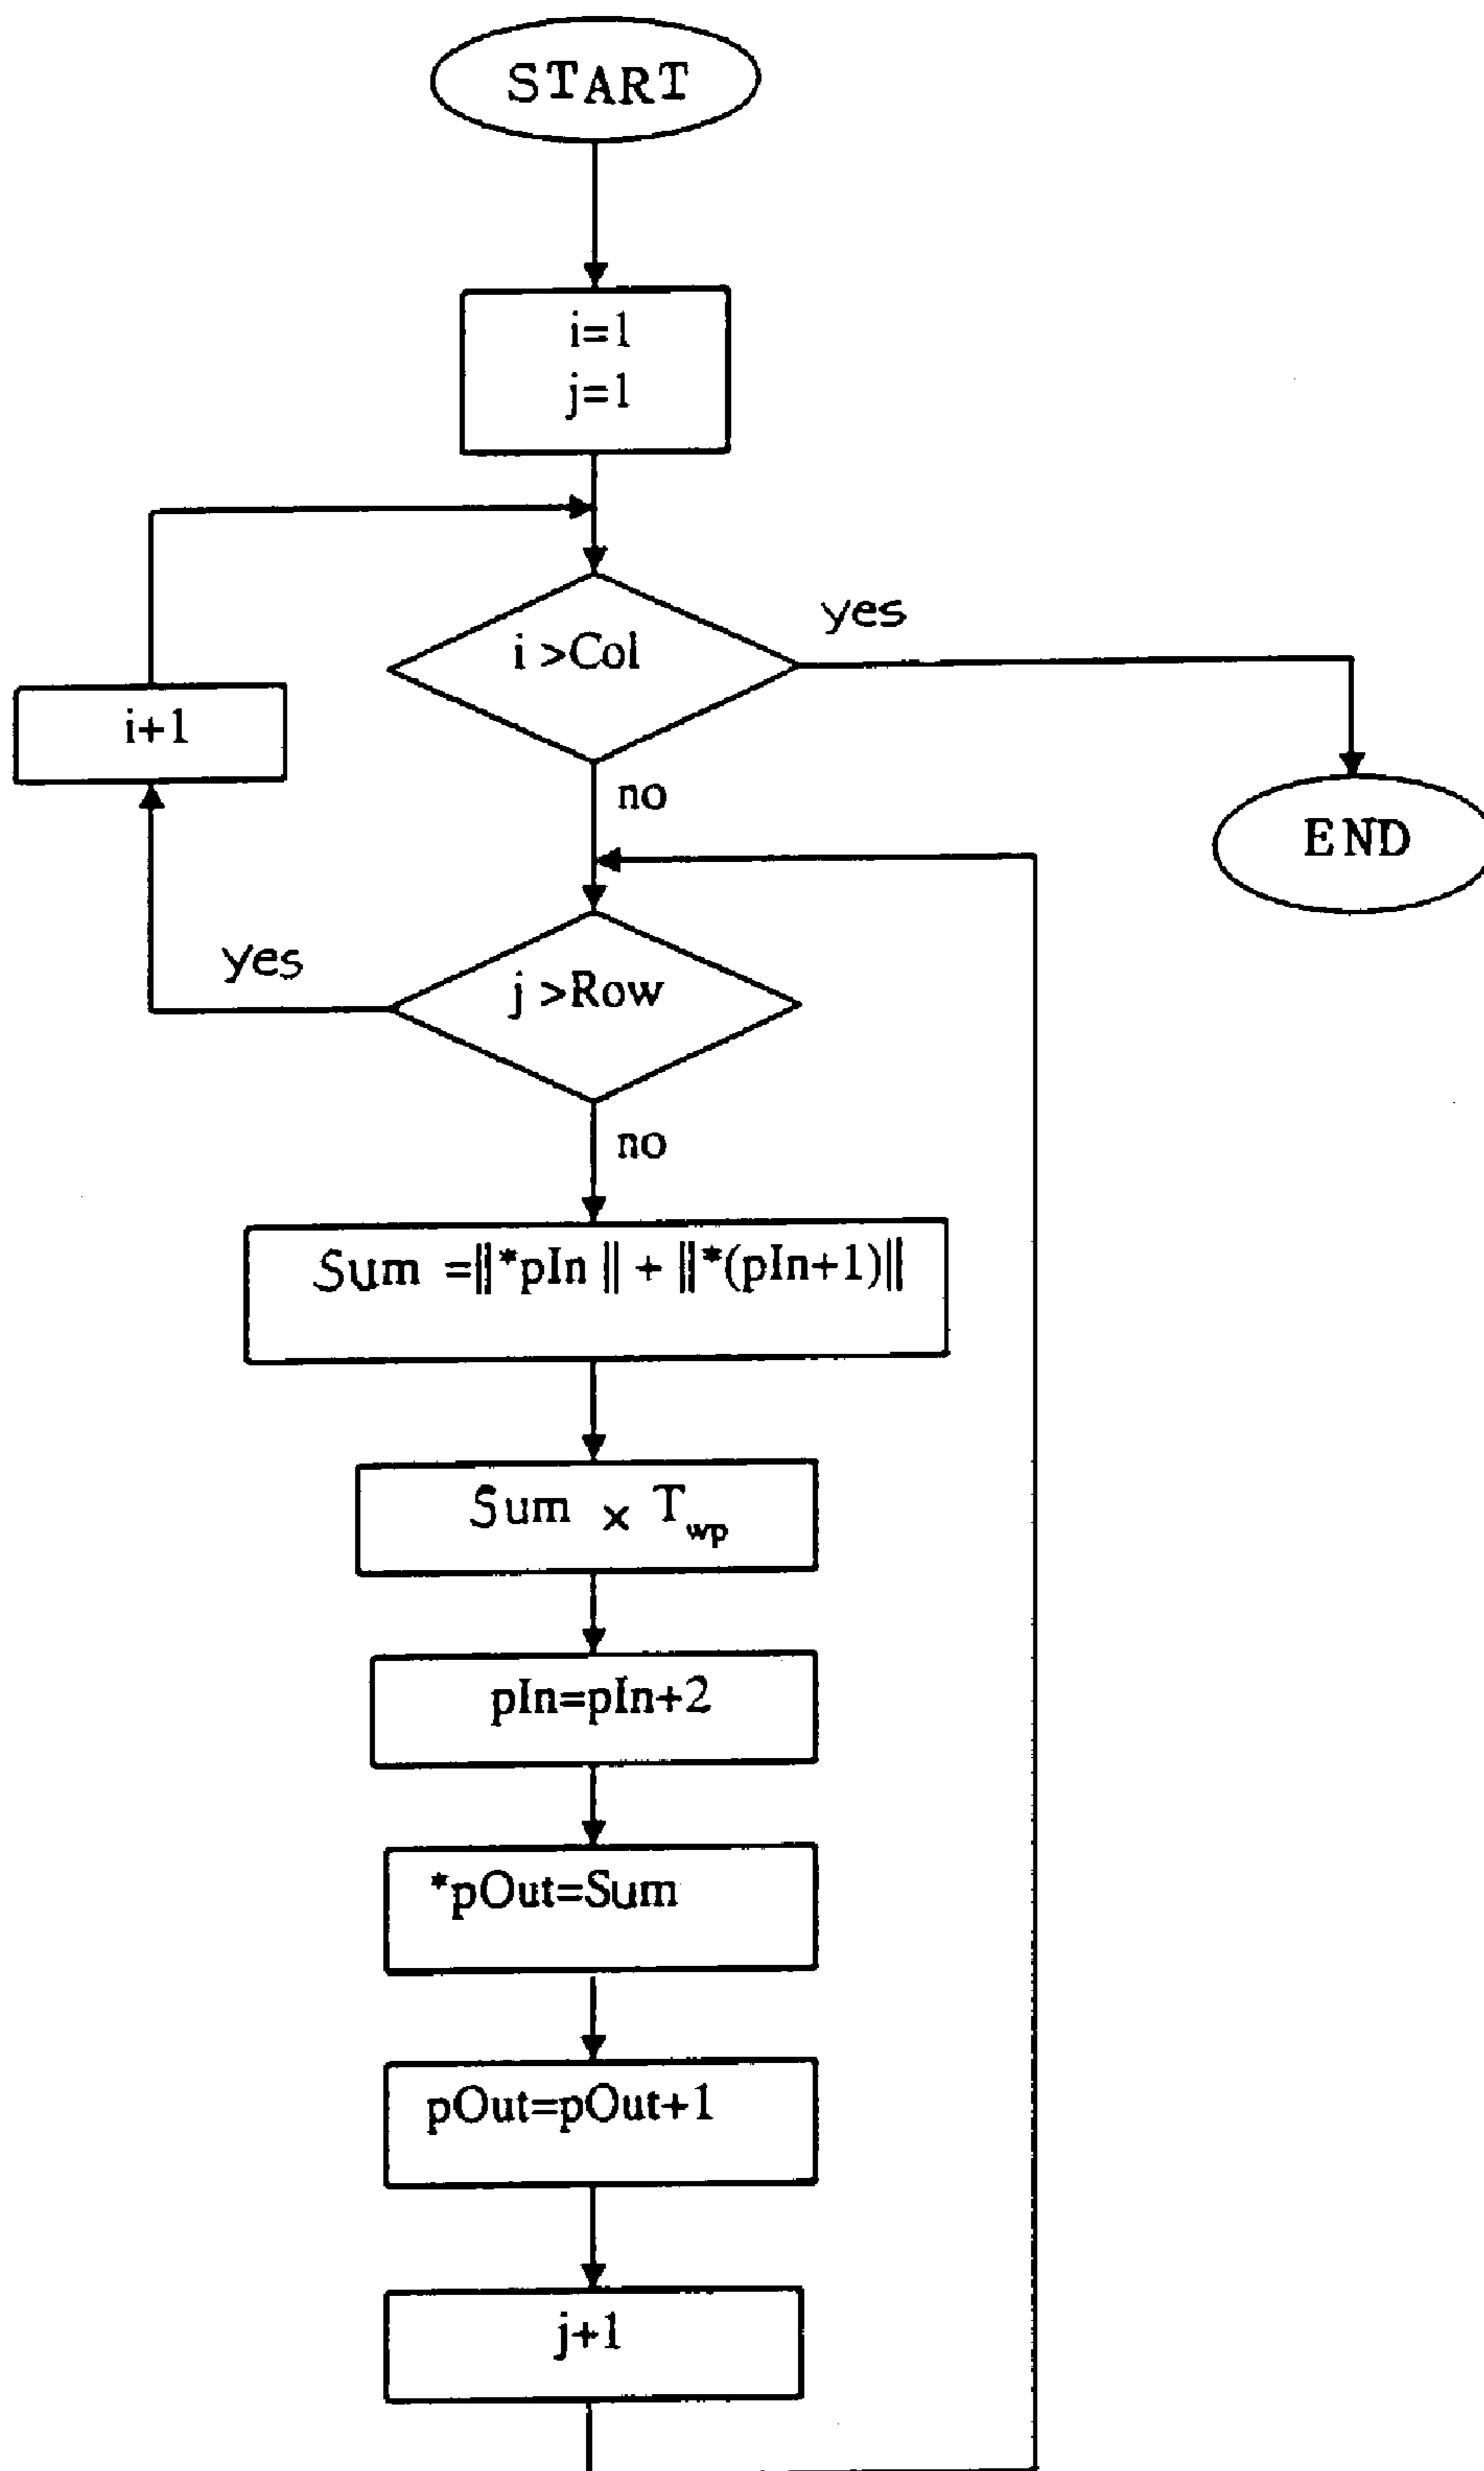 START
i=1
j=1
i >Col
yes
i+1
no
END
yes
j >Row
no
Sum =‖*pIn ‖ + ‖*(pIn+1)‖
Sum × T_wp
pIn=pIn+2
*pOut=Sum
pOut=pOut+1
j+1